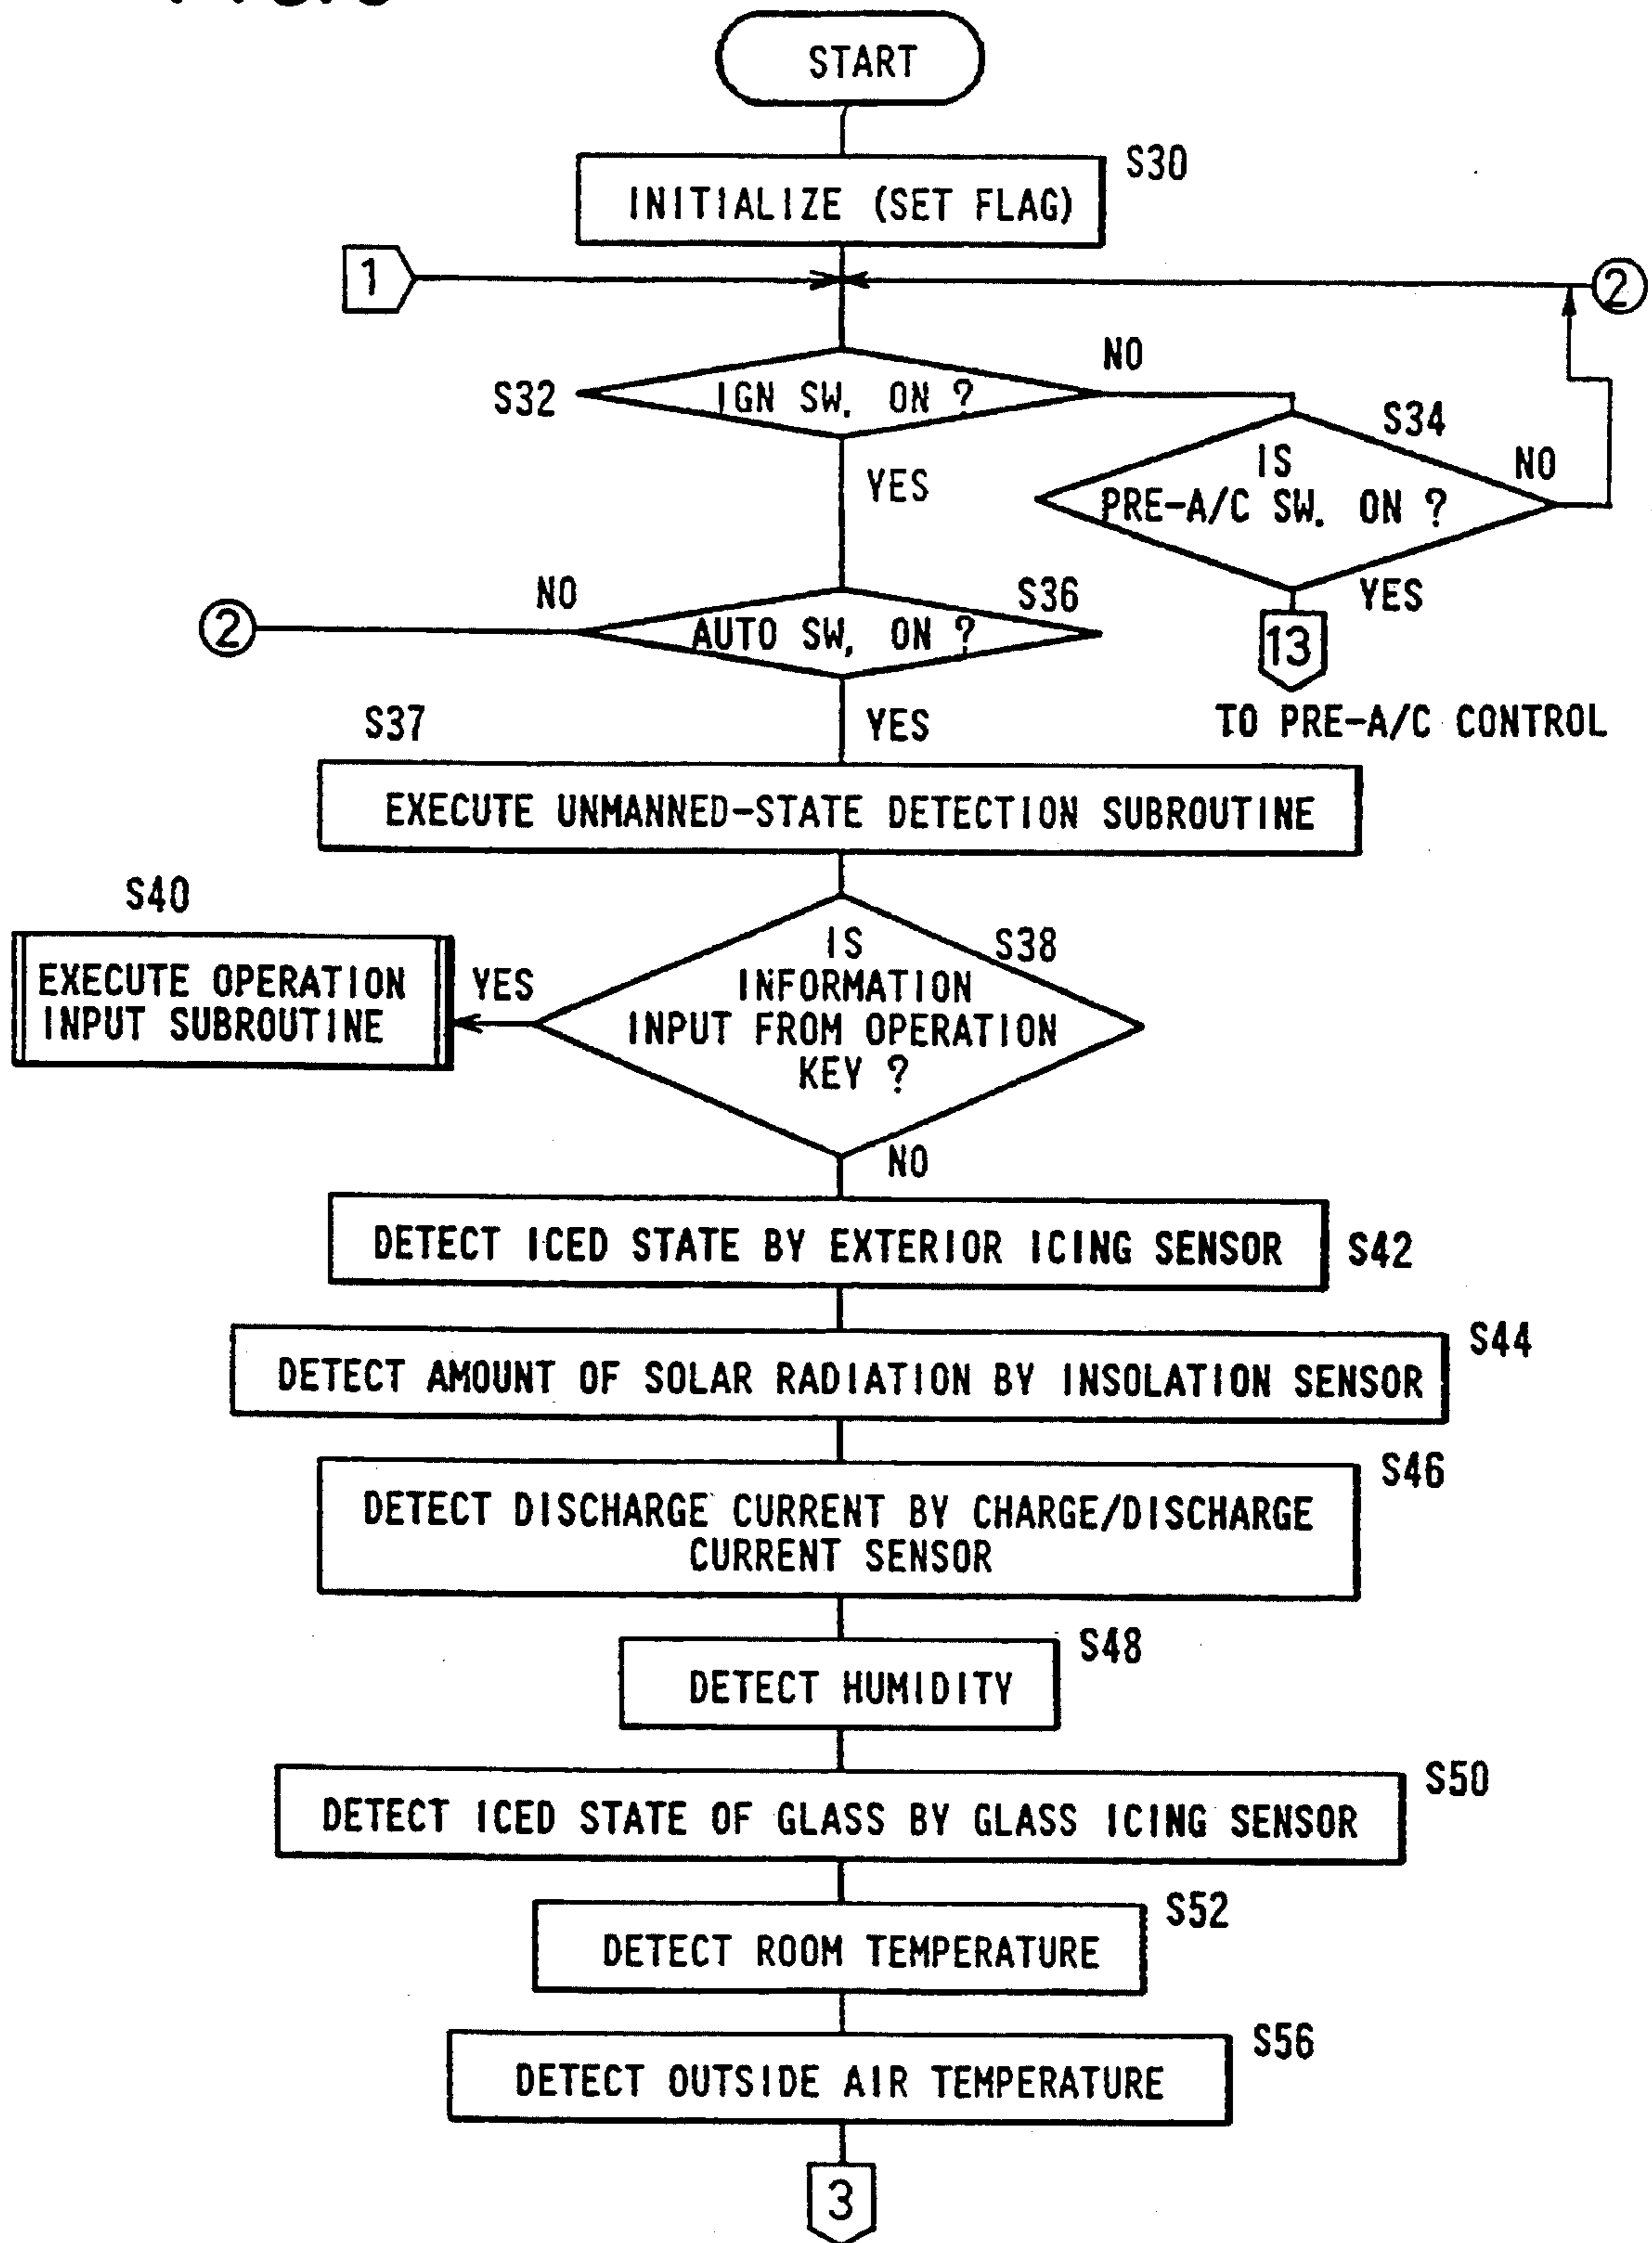 START
S30
INITIALIZE (SET FLAG)
1
2
NO
S32
IGN SW. ON ?
S34
IS
PRE-A/C SW. ON ?
NO
YES
YES
13
TO PRE-A/C CONTROL
NO
S36
2
AUTO SW, ON ?
S37
YES
EXECUTE UNMANNED-STATE DETECTION SUBROUTINE
S40
EXECUTE OPERATION
INPUT SUBROUTINE
YES
S38
IS
INFORMATION
INPUT FROM OPERATION
KEY ?
NO
DETECT ICED STATE BY EXTERIOR ICING SENSOR
S42
S44
DETECT AMOUNT OF SOLAR RADIATION BY INSOLATION SENSOR
S46
DETECT DISCHARGE CURRENT BY CHARGE/DISCHARGE
CURRENT SENSOR
S48
DETECT HUMIDITY
S50
DETECT ICED STATE OF GLASS BY GLASS ICING SENSOR
S52
DETECT ROOM TEMPERATURE
S56
DETECT OUTSIDE AIR TEMPERATURE
3